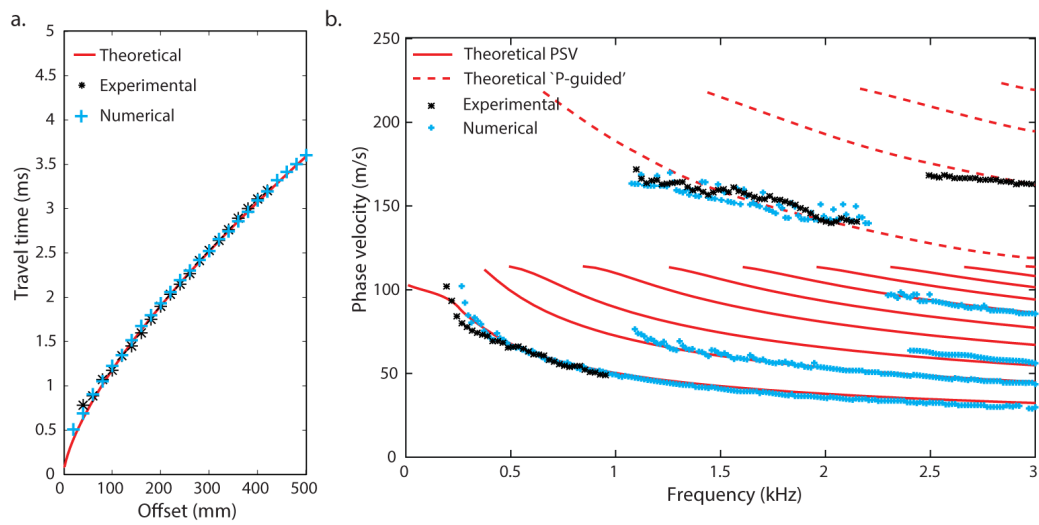 a.
Travel time (ms)
5
4.5
4
3.5
3
2.5
2
1.5
1
0.5
0
Theoretical
Experimental
Numerical
0
100
200
300
400
500
Offset (mm)
b.
Phase velocity (m/s)
250
200
150
100
50
0
Theoretical PSV
Theoretical `P-guided'
Experimental
Numerical
0
0.5
1
1.5
2
2.5
3
Frequency (kHz)